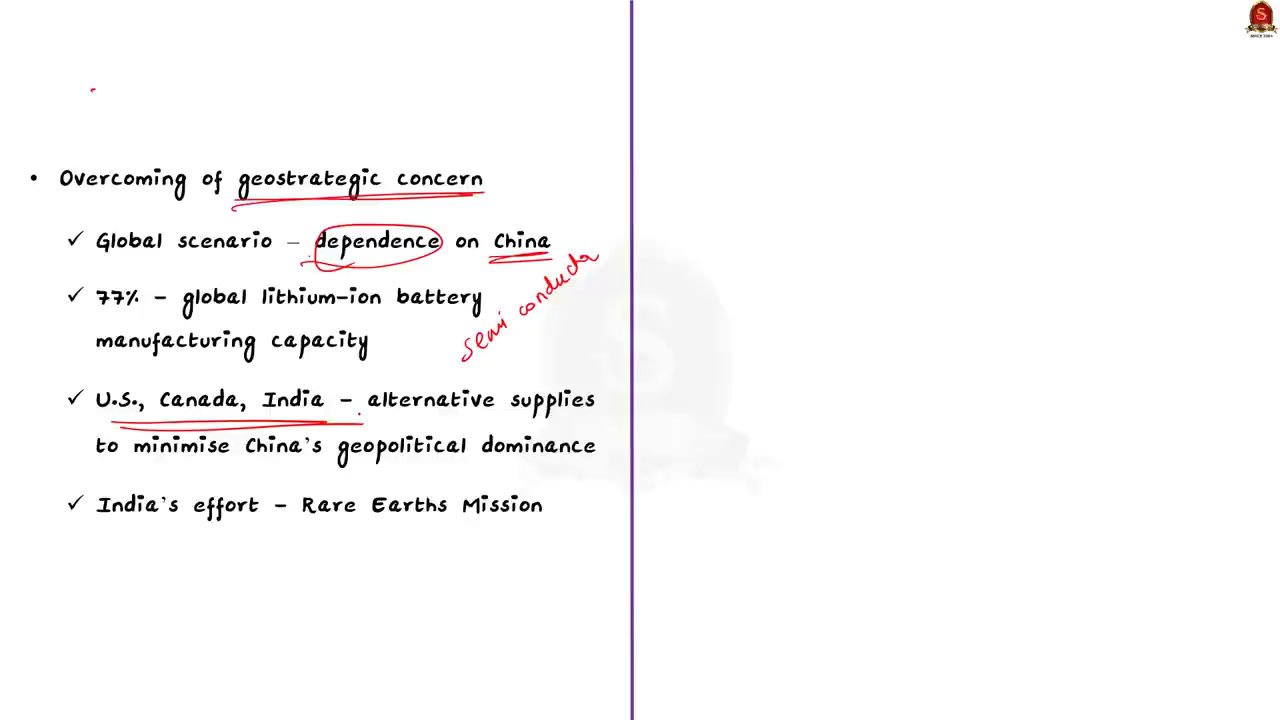 • Overcoming of geostrategic concern
✓ Global scenario – dependence on China
✓ 77% – global lithium-ion battery
manufacturing capacity
semi conducta
✓ U.S., Canada, India – alternative supplies
to minimise China's geopolitical dominance
✓ India's effort – Rare Earths Mission